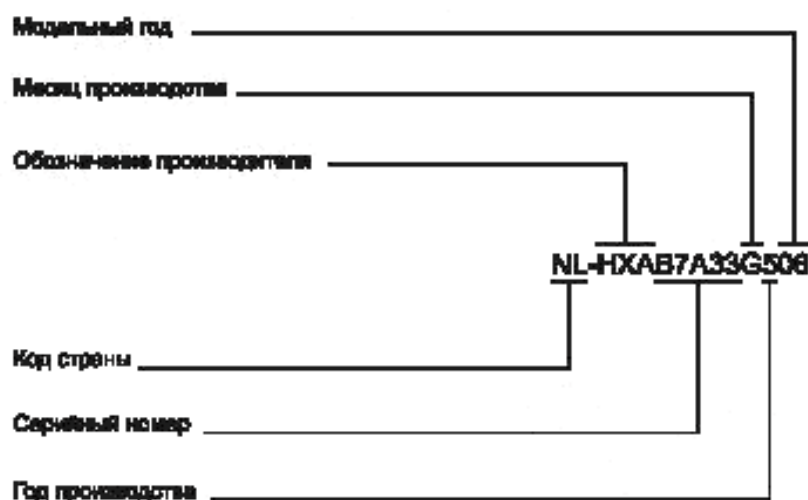 Модельный год
Месяц производства
Обозначение производителя
NL-HXAB7A33G506
Код страны
Серийный номер
Год производства